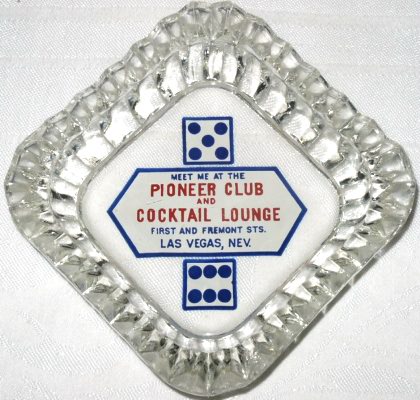 MEET ME AT THE
PIONEER CLUB
AND
COCKTAIL LOUNGE
FIRST AND FREMONT STS.
LAS VEGAS, NEV.